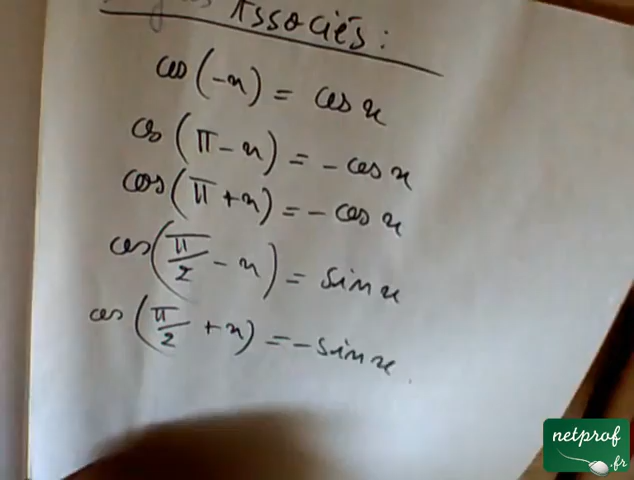 Associés :
cos(-x) = cos x
cos(π - x) = - cos x
cos(π + x) = - cos x
cos(π/2 - x) = sin x
cos(π/2 + x) = - sin x.
netprof
.fr